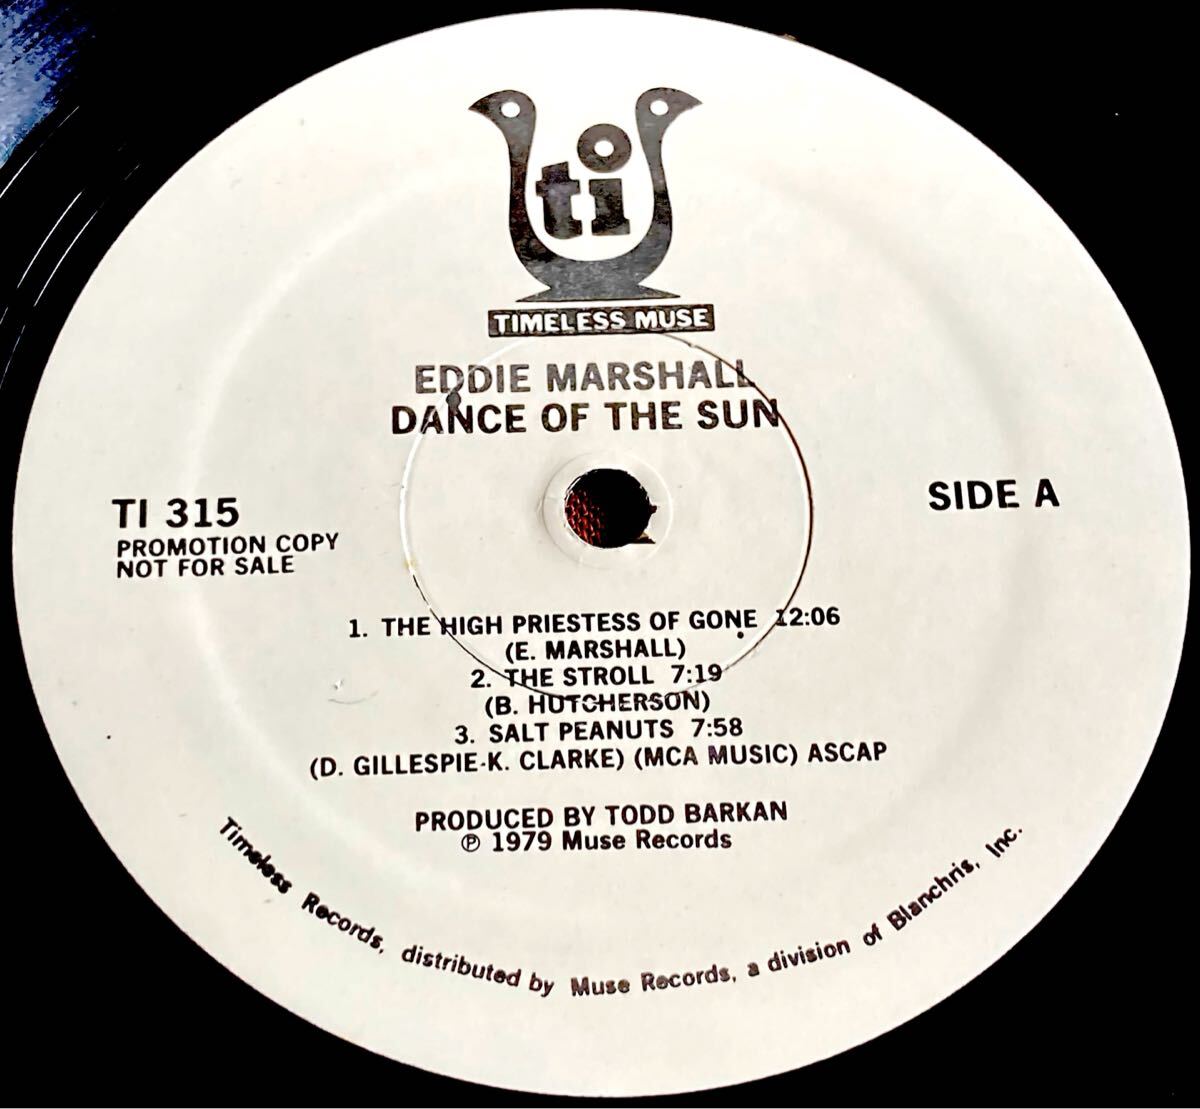 ti
TIMELESS MUSE
EDDIE MARSHALL
DANCE OF THE SUN
TI 315
PROMOTION COPY
NOT FOR SALE
SIDE A
1. THE HIGH PRIESTESS OF GONE 12:06
(E. MARSHALL)
2. THE STROLL 7:19
(B. HUTCHERSON)
3. SALT PEANUTS 7:58
(D. GILLESPIE-K. CLARKE) (MCA MUSIC) ASCAP
PRODUCED BY TODD BARKAN
℗ 1979 Muse Records
Timeless Records, distributed by Muse Records, a division of Blanchris, Inc.